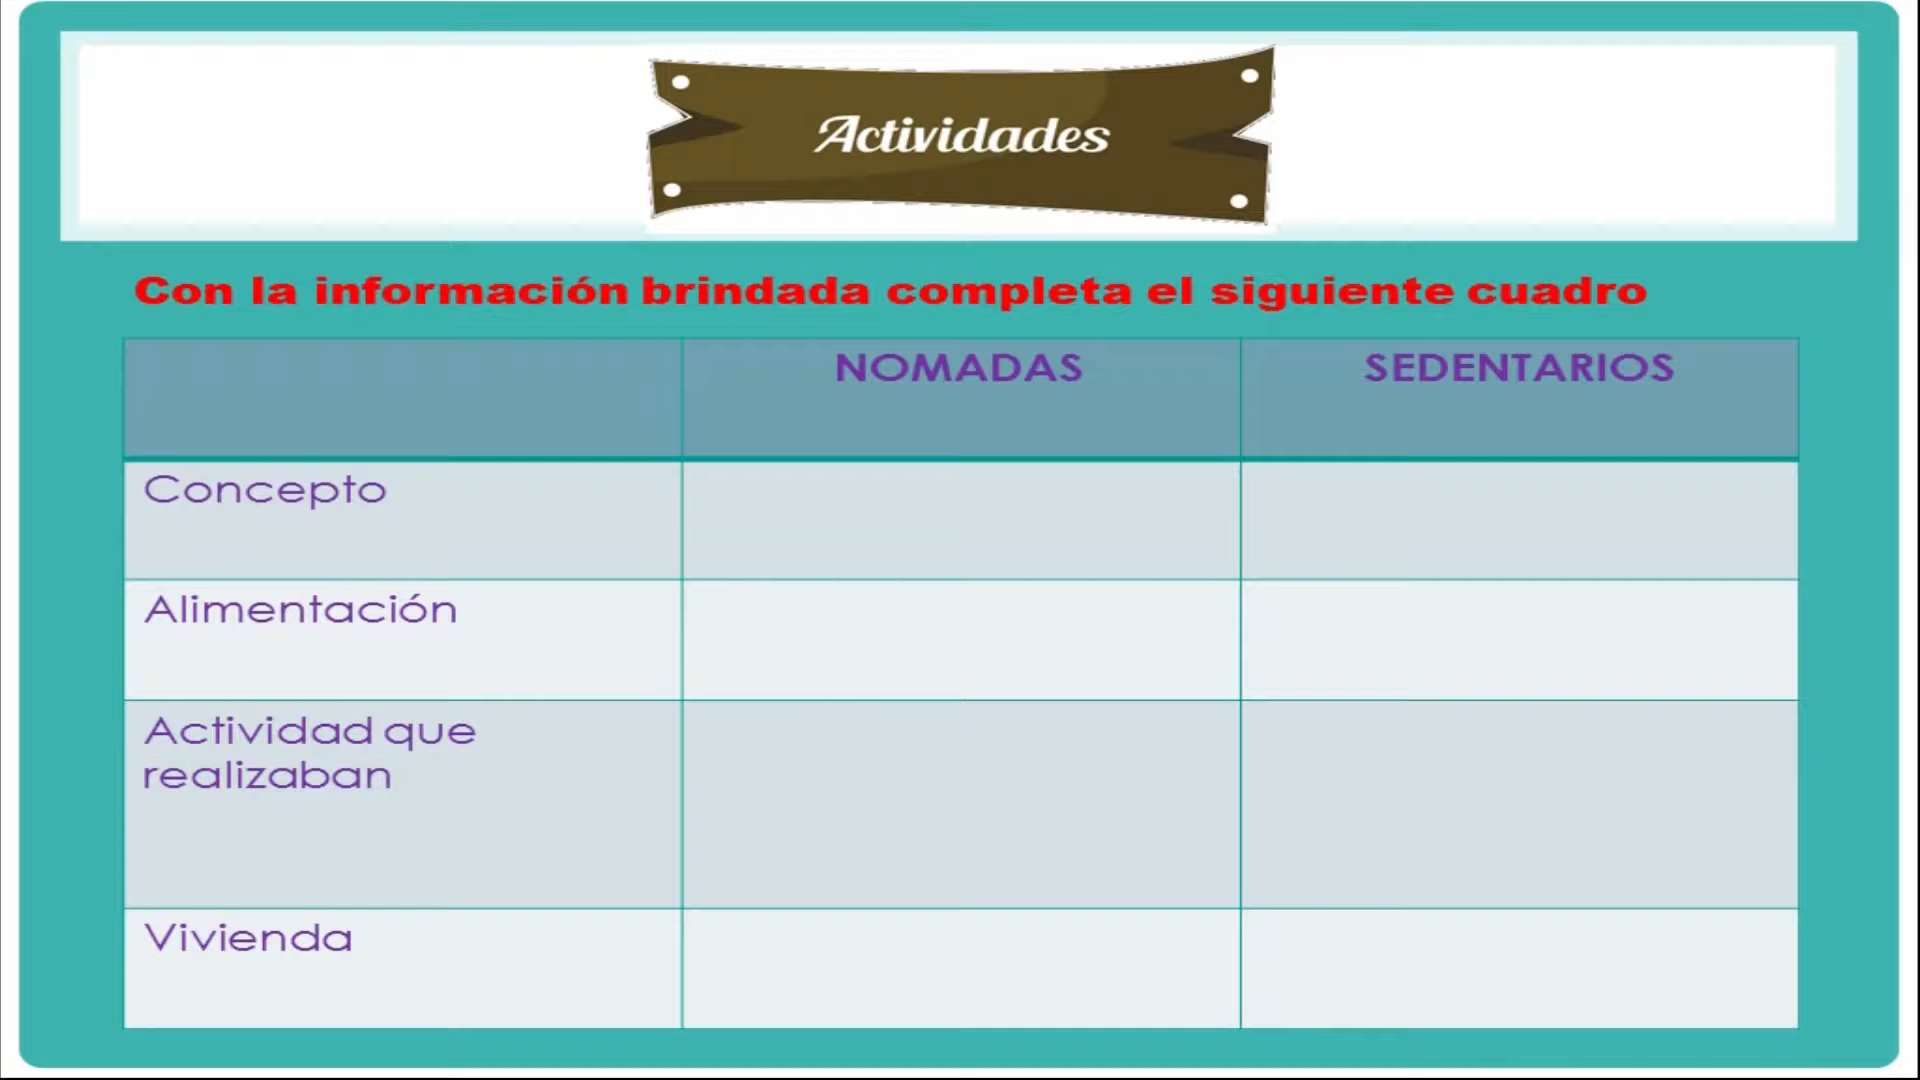 Actividades
Con la información brindada completa el siguiente cuadro
NOMADAS
SEDENTARIOS
Concepto
Alimentación
Actividad que
realizaban
Vivienda